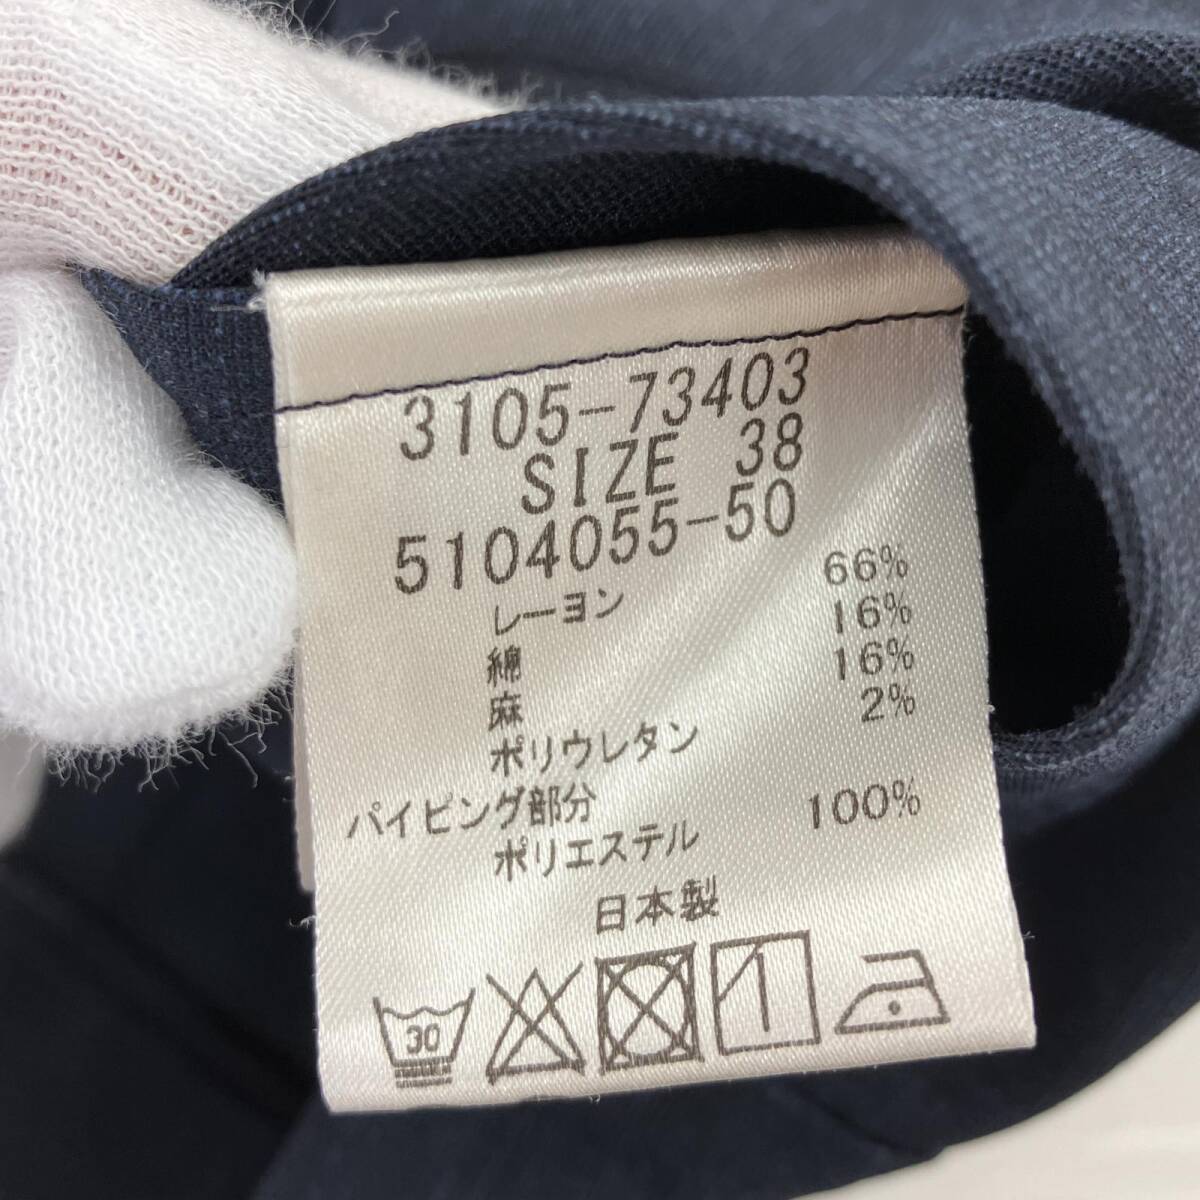 3105-73403
SIZE 38
5104055-50
レーヨン 66%
綿 16%
麻 16%
ポリウレタン 2%
パイピング部分
ポリエステル 100%
日本製
30